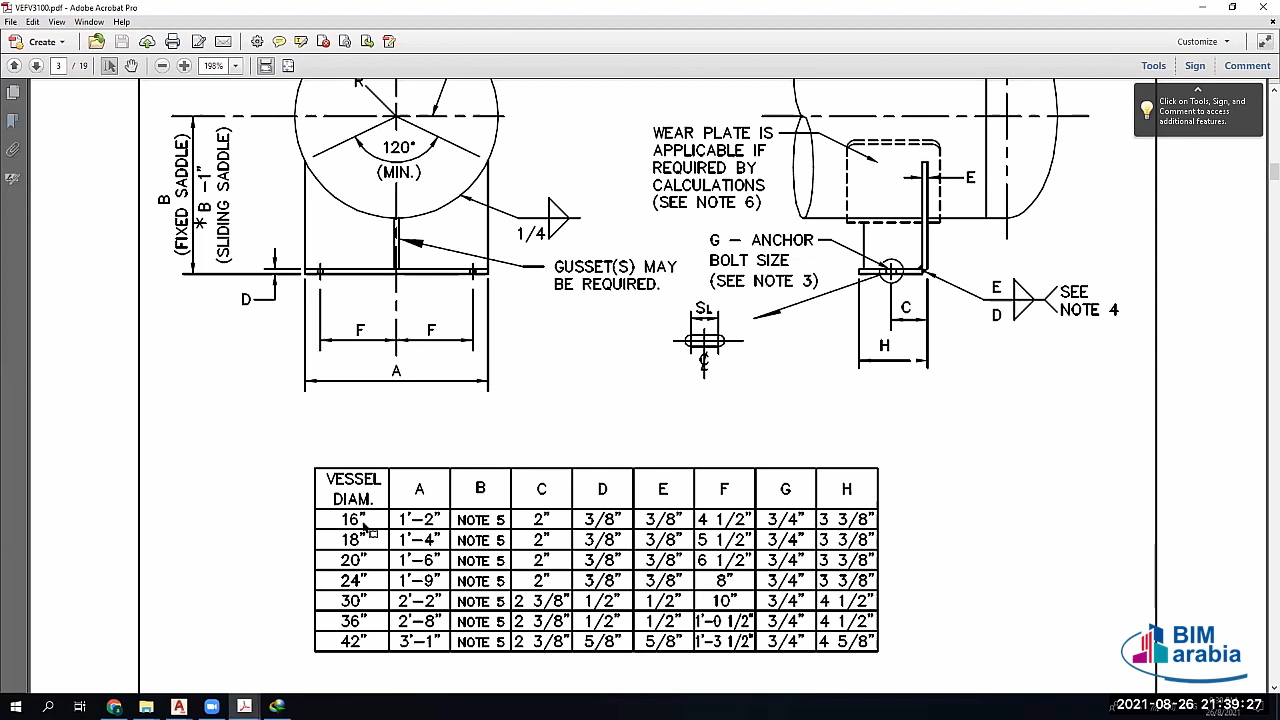 VEFV3100.pdf - Adobe Acrobat Pro
File Edit View Window Help
Create
Customize
3 / 19
198%
Tools Sign Comment
Click on Tools, Sign, and
Comment to access
additional features.
R
120°
(MIN.)
B
(FIXED SADDLE)
* B -1"
(SLIDING SADDLE)
1/4
GUSSET(S) MAY
BE REQUIRED.
D
F F
A
WEAR PLATE IS
APPLICABLE IF
REQUIRED BY
CALCULATIONS
(SEE NOTE 6)
E
G - ANCHOR
BOLT SIZE
(SEE NOTE 3)
SL
C
H
E
D
SEE
NOTE 4
VESSEL
DIAM. A B C D E F G H
16" 1'-2" NOTE 5 2" 3/8" 3/8" 4 1/2" 3/4" 3 3/8"
18" 1'-4" NOTE 5 2" 3/8" 3/8" 5 1/2" 3/4" 3 3/8"
20" 1'-6" NOTE 5 2" 3/8" 3/8" 6 1/2" 3/4" 3 3/8"
24" 1'-9" NOTE 5 2" 3/8" 3/8" 8" 3/4" 3 3/8"
30" 2'-2" NOTE 5 2 3/8" 1/2" 1/2" 10" 3/4" 4 1/2"
36" 2'-8" NOTE 5 2 3/8" 1/2" 1/2" 1'-0 1/2" 3/4" 4 1/2"
42" 3'-1" NOTE 5 2 3/8" 5/8" 5/8" 1'-3 1/2" 3/4" 4 5/8"
BIM
arabia
2021-08-26 21:39:27